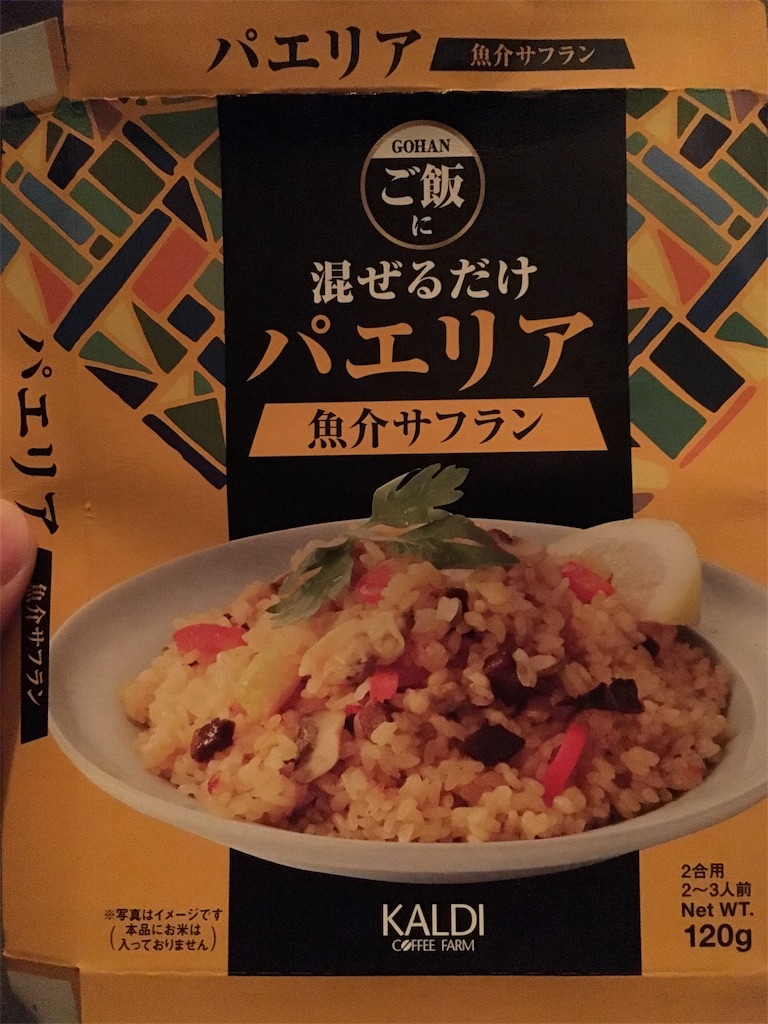 パエリア 魚介サフラン
GOHAN
ご飯
に
混ぜるだけ
パエリア
魚介サフラン
パエリア 魚介サフラン
※写真はイメージです
(本品にお米は
入っておりません)
KALDI
COFFEE FARM
2合用
2〜3人前
Net WT.
120g